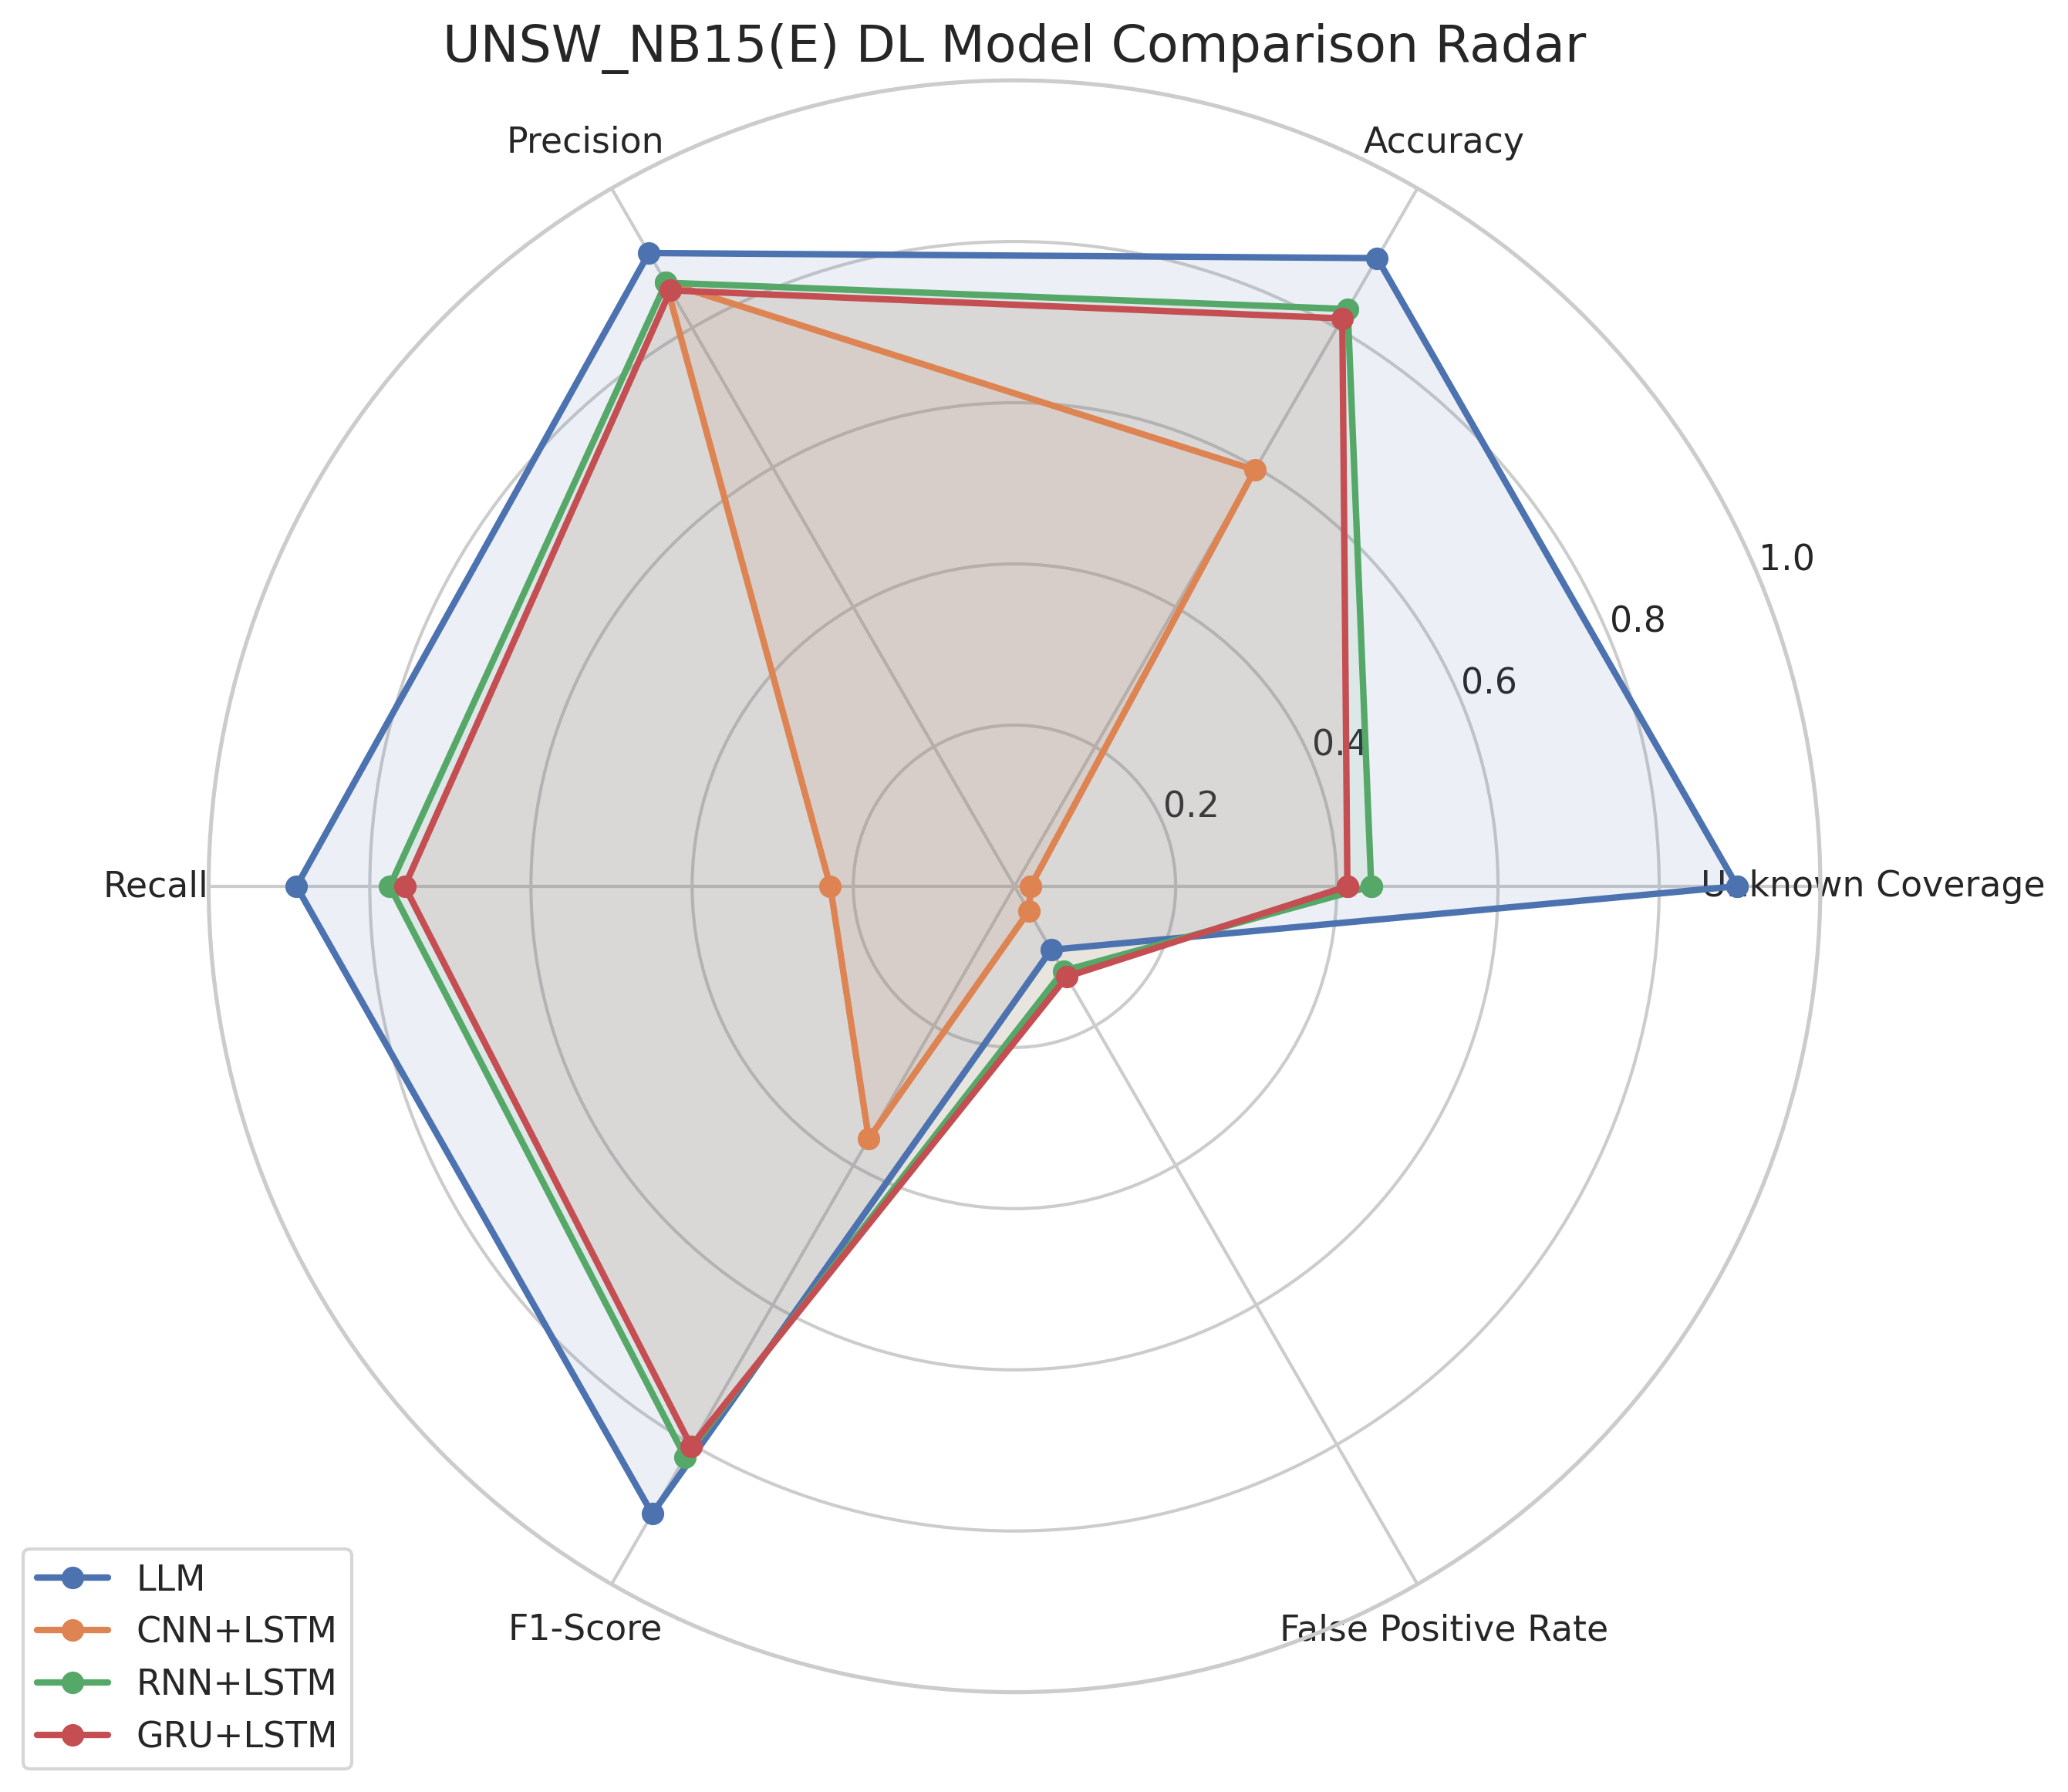 UNSW_NB15(E) DL Model Comparison Radar
Precision
Accuracy
1.0
0.8
0.6
0.4
0.2
Recall
Unknown Coverage
F1-Score
False Positive Rate
LLM
CNN+LSTM
RNN+LSTM
GRU+LSTM